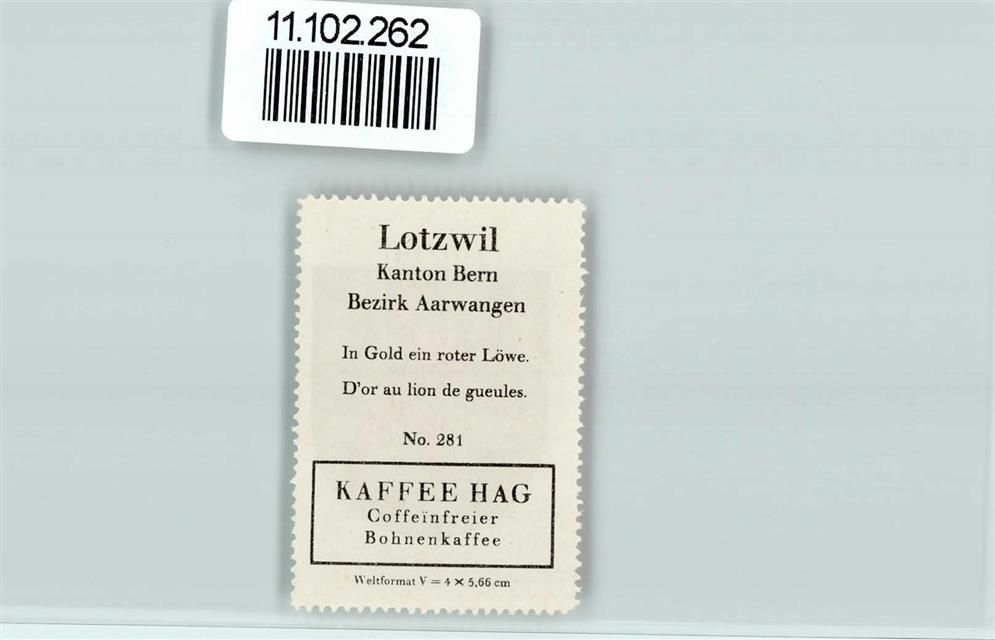 11.102.262
Lotzwil
Kanton Bern
Bezirk Aarwangen
In Gold ein roter Löwe.
D'or au lion de gueules.
No. 281
KAFFEE HAG
Coffeïnfreier
Bohnenkaffee
Weltformat V = 4 × 5,66 cm